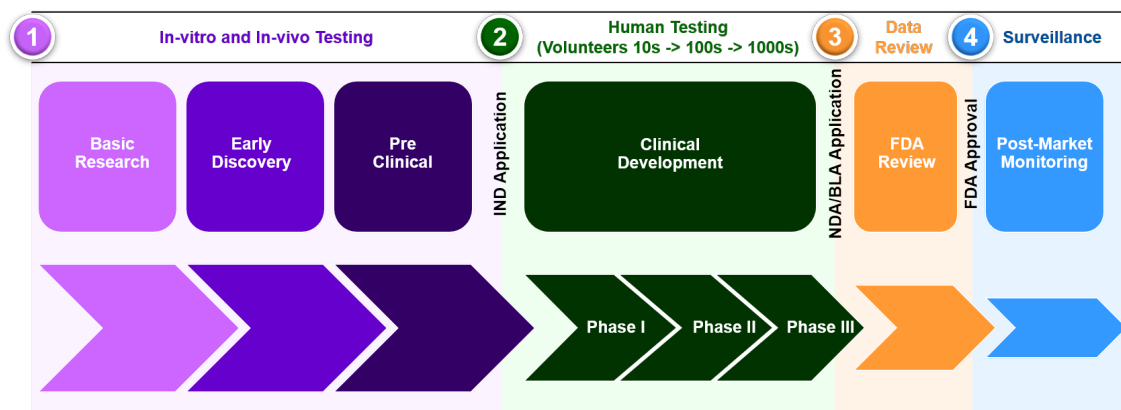 1
In-vitro and In-vivo Testing
2
Human Testing
(Volunteers 10s -> 100s -> 1000s)
3
Data
Review
4
Surveillance
Basic
Research
Early
Discovery
Pre
Clinical
IND Application
Clinical
Development
NDA/BLA Application
FDA
Review
FDA Approval
Post-Market
Monitoring
Phase I
Phase II
Phase III